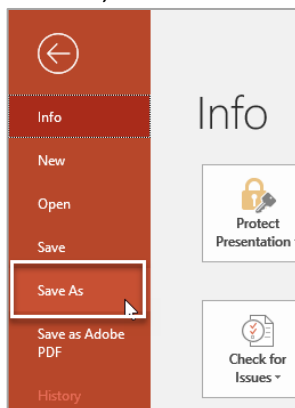 Info
New
Open
Save
Save As
Save as Adobe
PDF
History
Info
Protect
Presentation
Check for
Issues